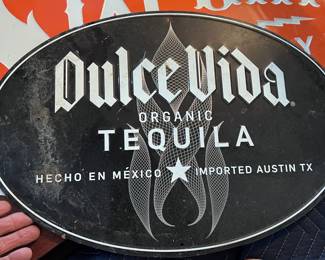 Dulce Vida
ORGANIC
TEQUILA
HECHO EN MÉXICO ★ IMPORTED AUSTIN TX